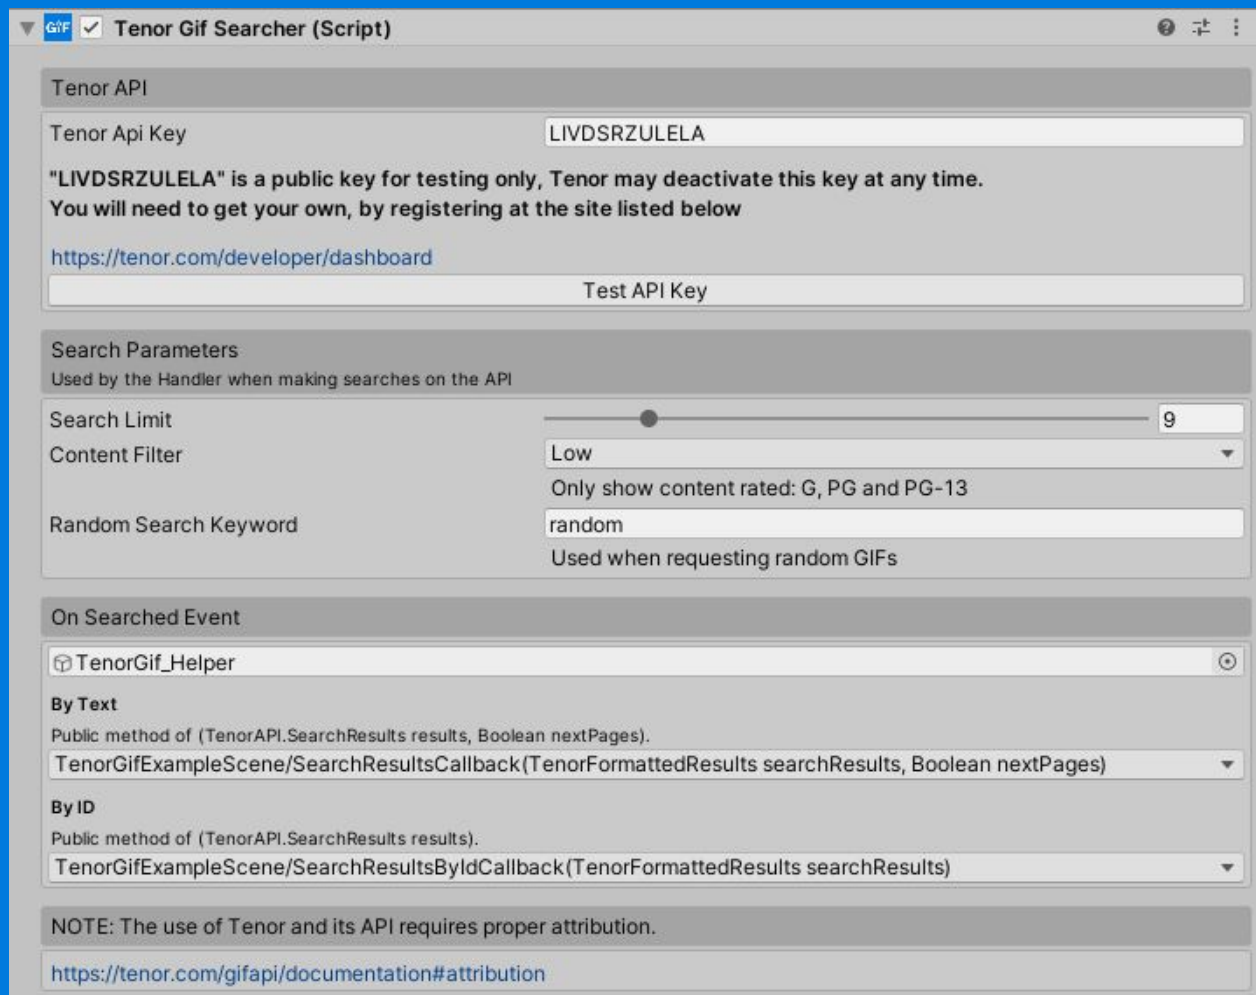 GIF Tenor Gif Searcher (Script)
Tenor API
Tenor Api Key LIVDSRZULELA
"LIVDSRZULELA" is a public key for testing only, Tenor may deactivate this key at any time.
You will need to get your own, by registering at the site listed below
https://tenor.com/developer/dashboard
Test API Key
Search Parameters
Used by the Handler when making searches on the API
Search Limit 9
Content Filter Low
Only show content rated: G, PG and PG-13
Random Search Keyword random
Used when requesting random GIFs
On Searched Event
TenorGif_Helper
By Text
Public method of (TenorAPI.SearchResults results, Boolean nextPages).
TenorGifExampleScene/SearchResultsCallback(TenorFormattedResults searchResults, Boolean nextPages)
By ID
Public method of (TenorAPI.SearchResults results).
TenorGifExampleScene/SearchResultsByIdCallback(TenorFormattedResults searchResults)
NOTE: The use of Tenor and its API requires proper attribution.
https://tenor.com/gifapi/documentation#attribution